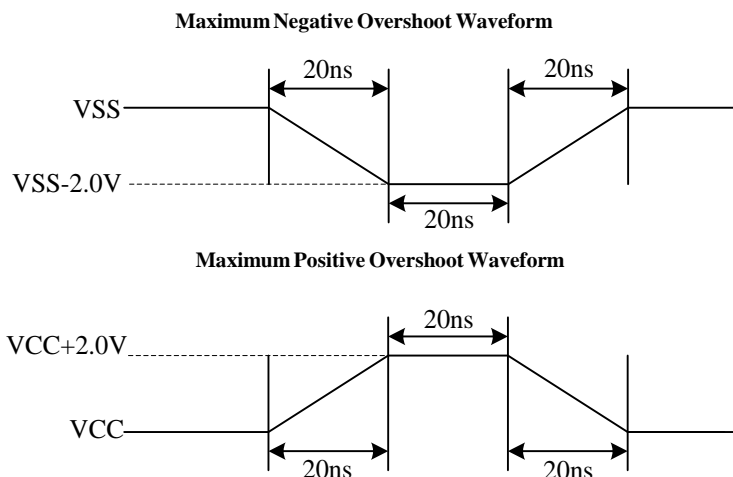 Maximum Negative Overshoot Waveform
20ns 20ns
VSS
VSS-2.0V
20ns
Maximum Positive Overshoot Waveform
20ns
VCC+2.0V
VCC
20ns 20ns